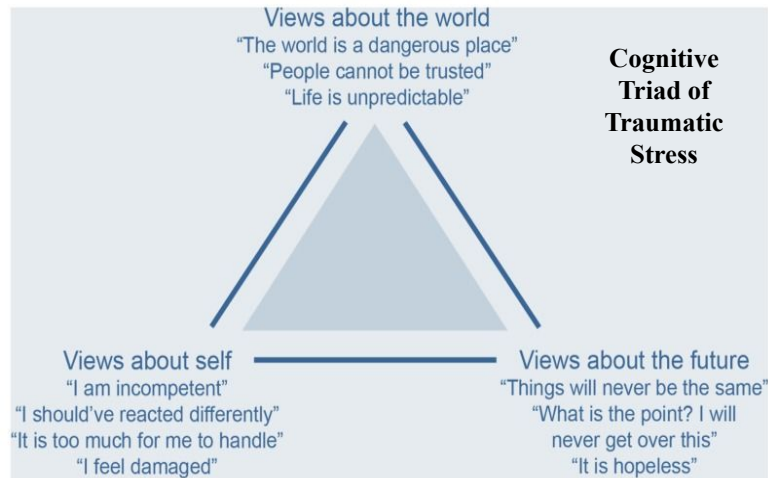 Views about the world
“The world is a dangerous place”
“People cannot be trusted”
“Life is unpredictable”
Cognitive
Triad of
Traumatic
Stress
Views about self
“I am incompetent”
“I should’ve reacted differently”
“It is too much for me to handle”
“I feel damaged”
Views about the future
“Things will never be the same”
“What is the point? I will
never get over this”
“It is hopeless”